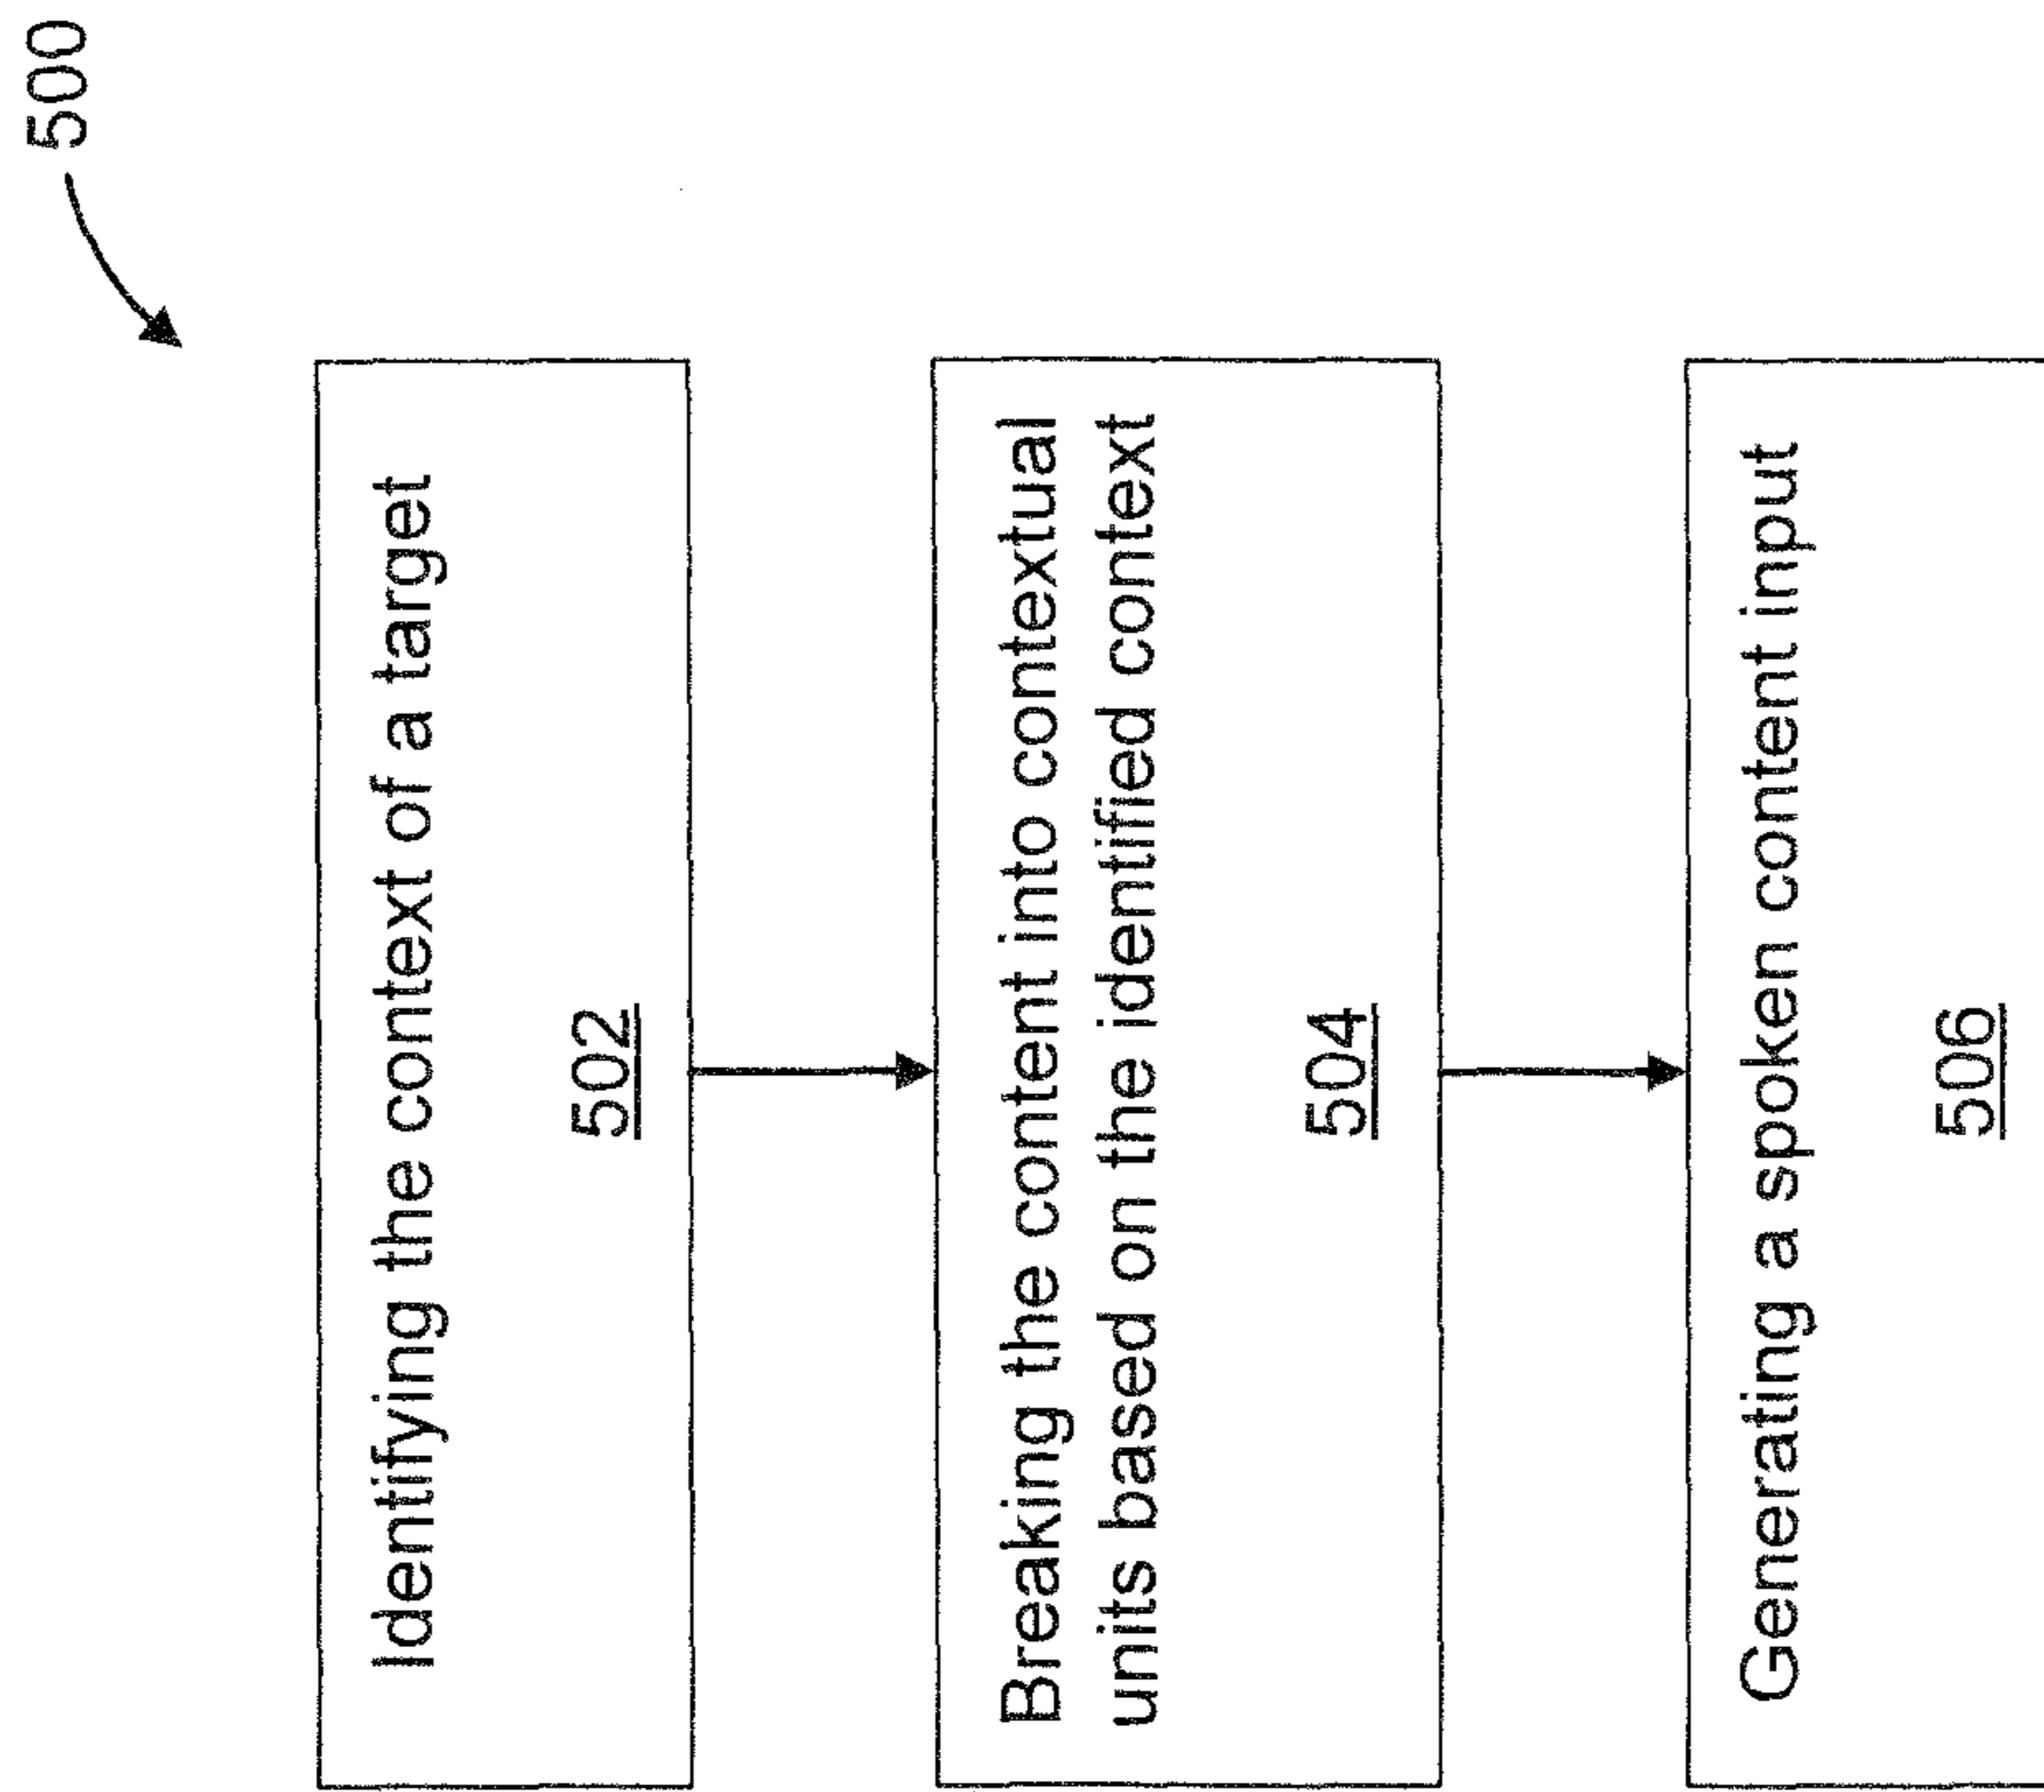 500
Identifying the context of a target
502
Breaking the content into contextual
units based on the identified context
504
Generating a spoken content input
506